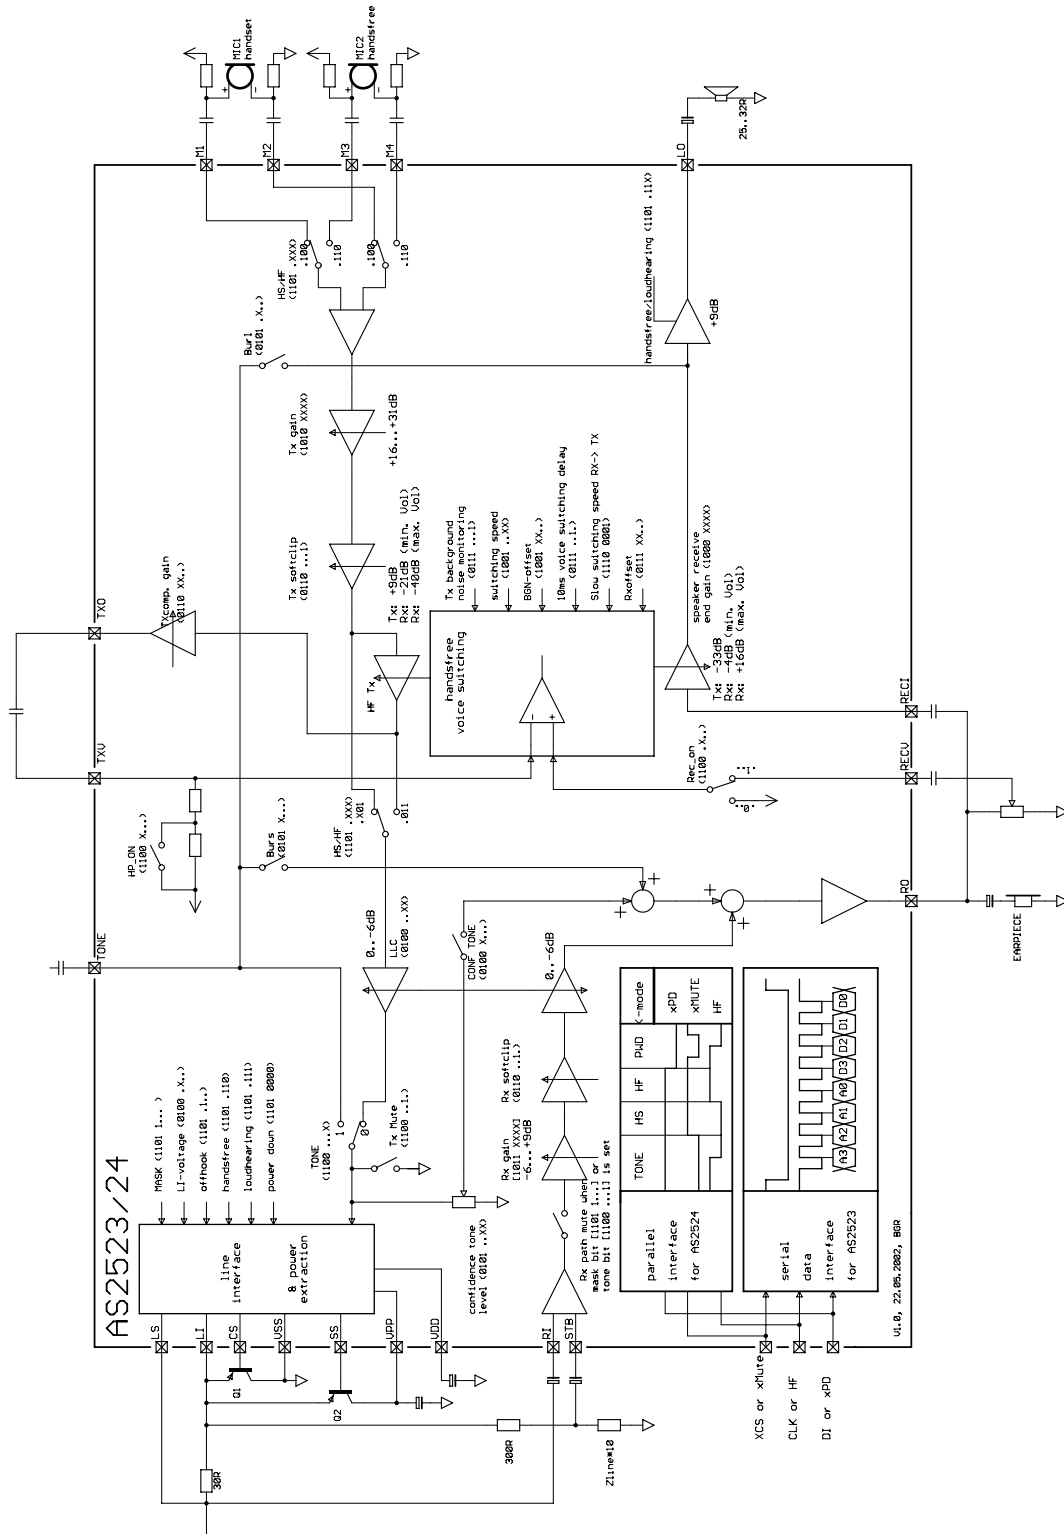 AS2523/24
LS
LI
CS
VSS
SS
VPP
VDD
RI
STB
30R
Q1
Q2
300R
Zline*10
XCS or xMute
CLK or HF
DI or xPD
line
interface
& power
extraction
MASK (1101 1... )
LI-voltage (0100 .X..)
offhook (1101 .1..)
handsfree (1101 .110)
loudhearing (1101 .111)
power down (1101 0000)
TONE
(1100 ...X)
1
0
Tx Mute
(1100 ..1.)
confidence tone
level (0101 ..XX)
Rx path mute when
mask bit [1101 1...] or
tone bit [1100 ...1] is set
Rx gain
[1011 XXXX]
-6... +9dB
Rx softclip
(0110 ..1.)
0..-6dB
0..-6dB
LLC
(0100 ..XX)
CONF TONE
(0100 X...)
TONE
HP_ON
(1100 X...)
TXV
TXO
Burs
(0101 X...)
HS/HF
(1101 .XXX)
.X01
.011
TXcomp. gain
(0110 XX..)
HF Tx
Tx: +9dB
Rx: -21dB (min. Vol)
Rx: -40dB (max. Vol)
Tx softclip
(0110 ...1)
Tx gain
(1010 XXXX)
+16... +31dB
Burl
(0101 .X..)
HS/HF
(1101 .XXX)
.100
.110
.100
.110
M1
M2
M3
M4
MIC1
handset
+
-
MIC2
handsfree
+
-
handsfree
voice switching
-
+
Tx background
noise monitoring
(0111 ...1)
switching speed
(1001 ..XX)
BGN-offset
(1001 XX..)
10ms voice switching delay
(0111 ..1.)
Slow switching speed RX-> TX
(1110 0001)
Rxoffset
(0111 XX..)
speaker receive
end gain (1000 XXXX)
Tx: -33dB
Rx: -4dB (min. Vol)
Rx: +16dB (max. Vol)
Rec_on
(1100 .X..)
..0.
..1.
handsfree/loudhearing (1101 .11X)
+9dB
LO
25..32R
RECI
RECV
RO
EARPIECE
+
+
+
+
parallel
interface
for AS2524
TONE
HS
HF
PWD
<-mode
xPD
xMUTE
HF
serial
data
interface
for AS2523
A3
A2
A1
A0
D3
D2
D1
D0
V1.0, 22.05.2002, BGR